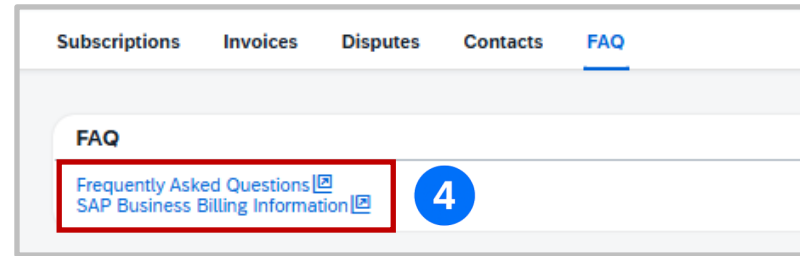 Subscriptions Invoices Disputes Contacts FAQ
FAQ
Frequently Asked Questions
SAP Business Billing Information
4